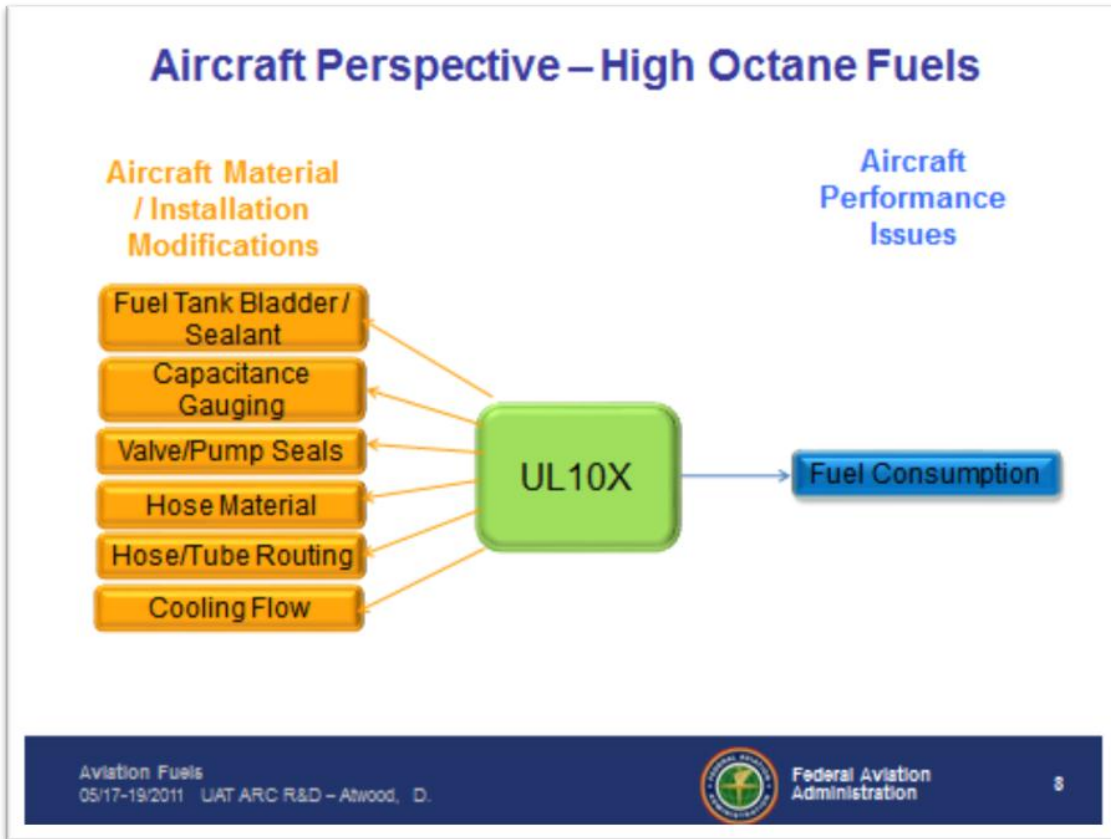 Aircraft Perspective – High Octane Fuels
Aircraft Material
/ Installation
Modifications
Aircraft
Performance
Issues
Fuel Tank Bladder /
Sealant
Capacitance
Gauging
Valve/Pump Seals
Hose Material
Hose/Tube Routing
Cooling Flow
UL10X
Fuel Consumption
Aviation Fuels
05/17-19/2011 UAT ARC R&D – Atwood, D.
Federal Aviation
Administration
8